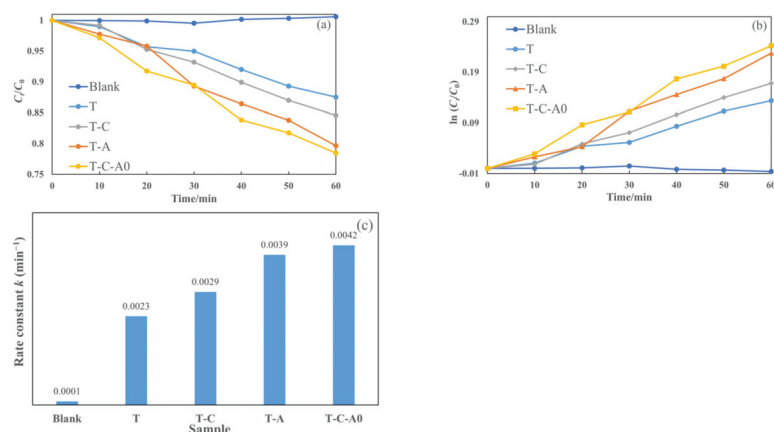 (a)
1
0.95
0.9
0.85
0.8
0.75
Cₜ/C₀
Blank
T
T-C
T-A
T-C-A0
0 10 20 30 40 50 60
Time/min
(b)
0.29
0.19
0.09
-0.01
ln (Cₜ/C₀)
Blank
T
T-C
T-A
T-C-A0
0 10 20 30 40 50 60
Time/min
(c)
Rate constant k (min⁻¹)
0.0001
0.0023
0.0029
0.0039
0.0042
Blank T T-C T-A T-C-A0
Sample